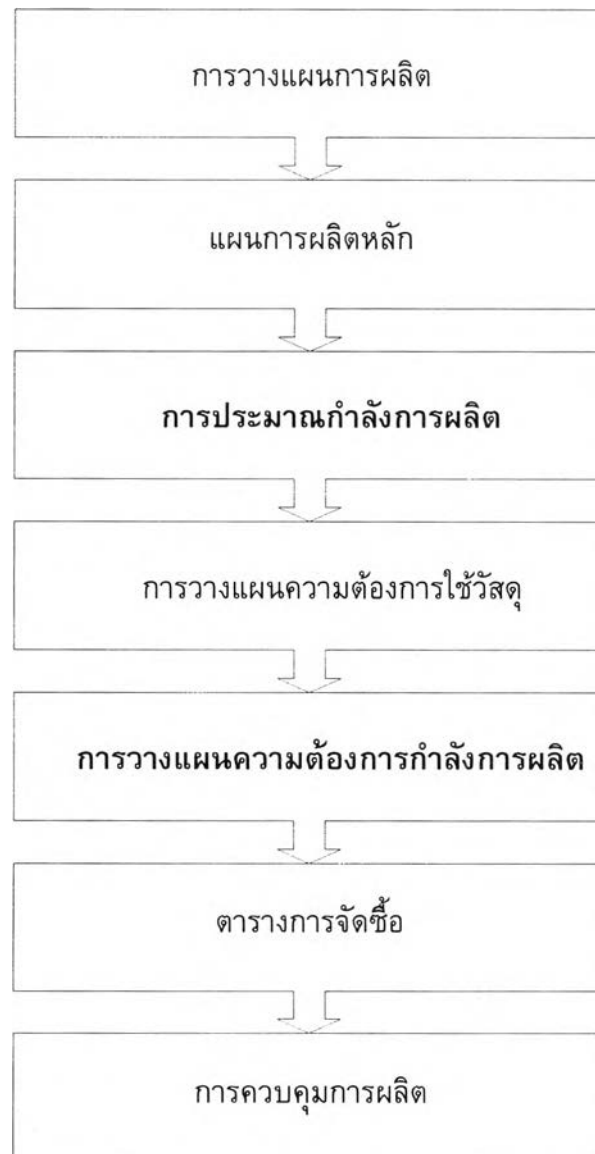 การวางแผนการผลิต
แผนการผลิตหลัก
การประมาณกำลังการผลิต
การวางแผนความต้องการใช้วัสดุ
การวางแผนความต้องการกำลังการผลิต
ตารางการจัดซื้อ
การควบคุมการผลิต